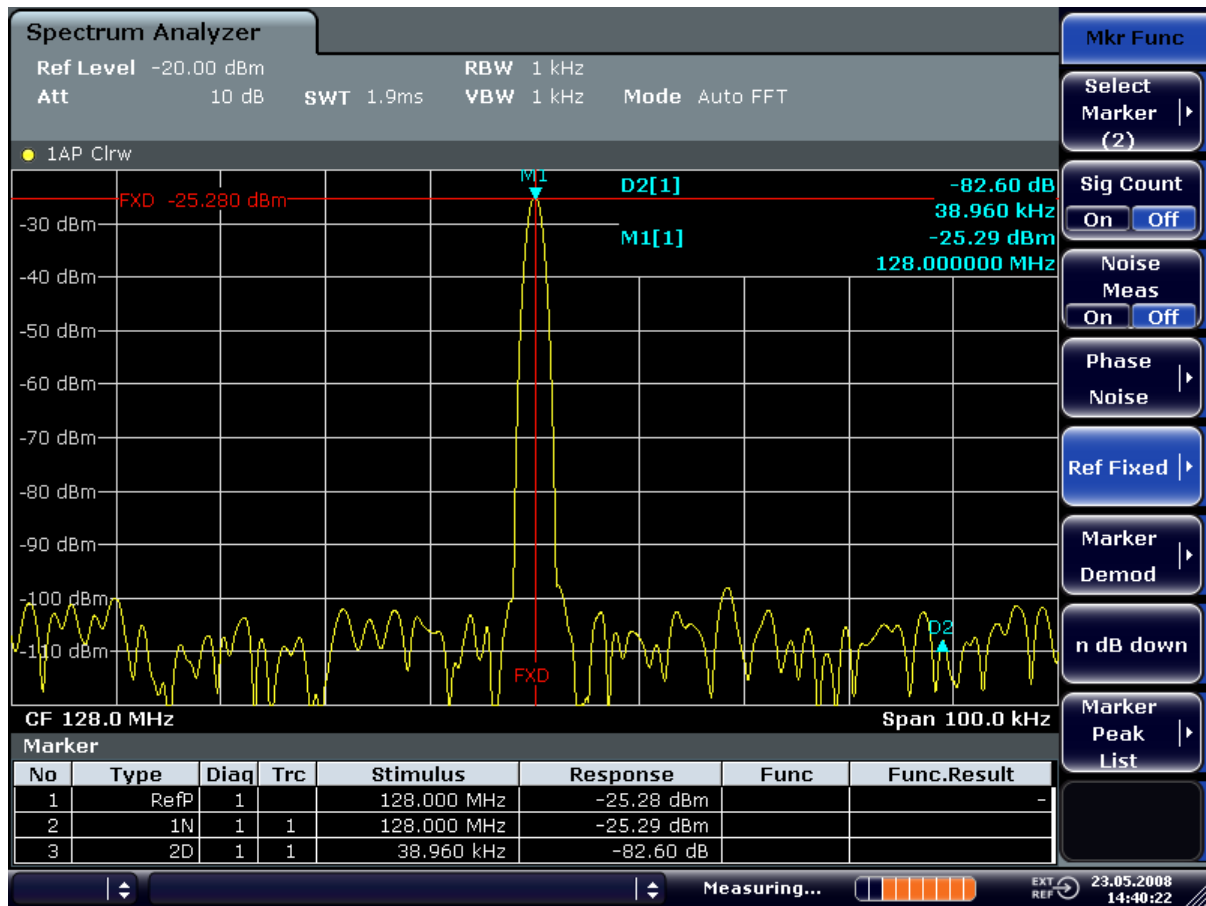 Spectrum Analyzer
Ref Level -20.00 dBm RBW 1 kHz
Att 10 dB SWT 1.9ms VBW 1 kHz Mode Auto FFT
1AP Clrw
M1
D2[1] -82.60 dB
38.960 kHz
M1[1] -25.29 dBm
128.000000 MHz
FXD -25.280 dBm
-30 dBm
-40 dBm
-50 dBm
-60 dBm
-70 dBm
-80 dBm
-90 dBm
-100 dBm
-110 dBm
D2
FXD
CF 128.0 MHz Span 100.0 kHz
Marker
No Type Diaq Trc Stimulus Response Func Func.Result
1 RefP 1 128.000 MHz -25.28 dBm -
2 1N 1 1 128.000 MHz -25.29 dBm
3 2D 1 1 38.960 kHz -82.60 dB
Measuring...
EXT
REF
23.05.2008
14:40:22
Mkr Func
Select
Marker
(2)
Sig Count
On Off
Noise
Meas
On Off
Phase
Noise
Ref Fixed
Marker
Demod
n dB down
Marker
Peak
List